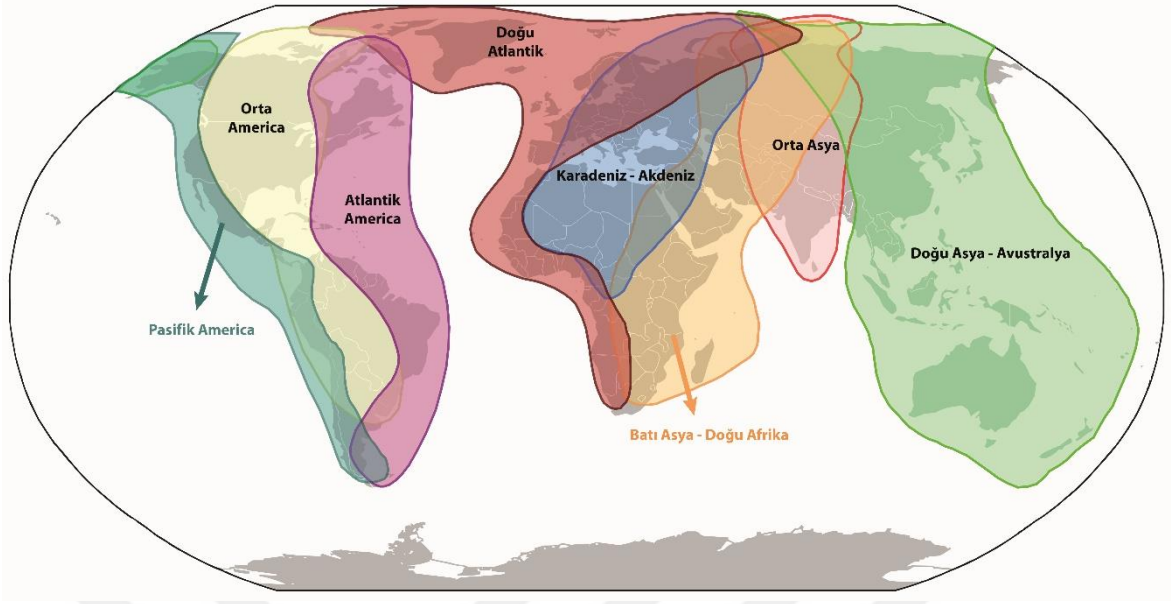 Doğu
Atlantik
Orta
America
Orta Asya
Karadeniz - Akdeniz
Atlantik
America
Doğu Asya - Avustralya
Pasifik America
Batı Asya - Doğu Afrika